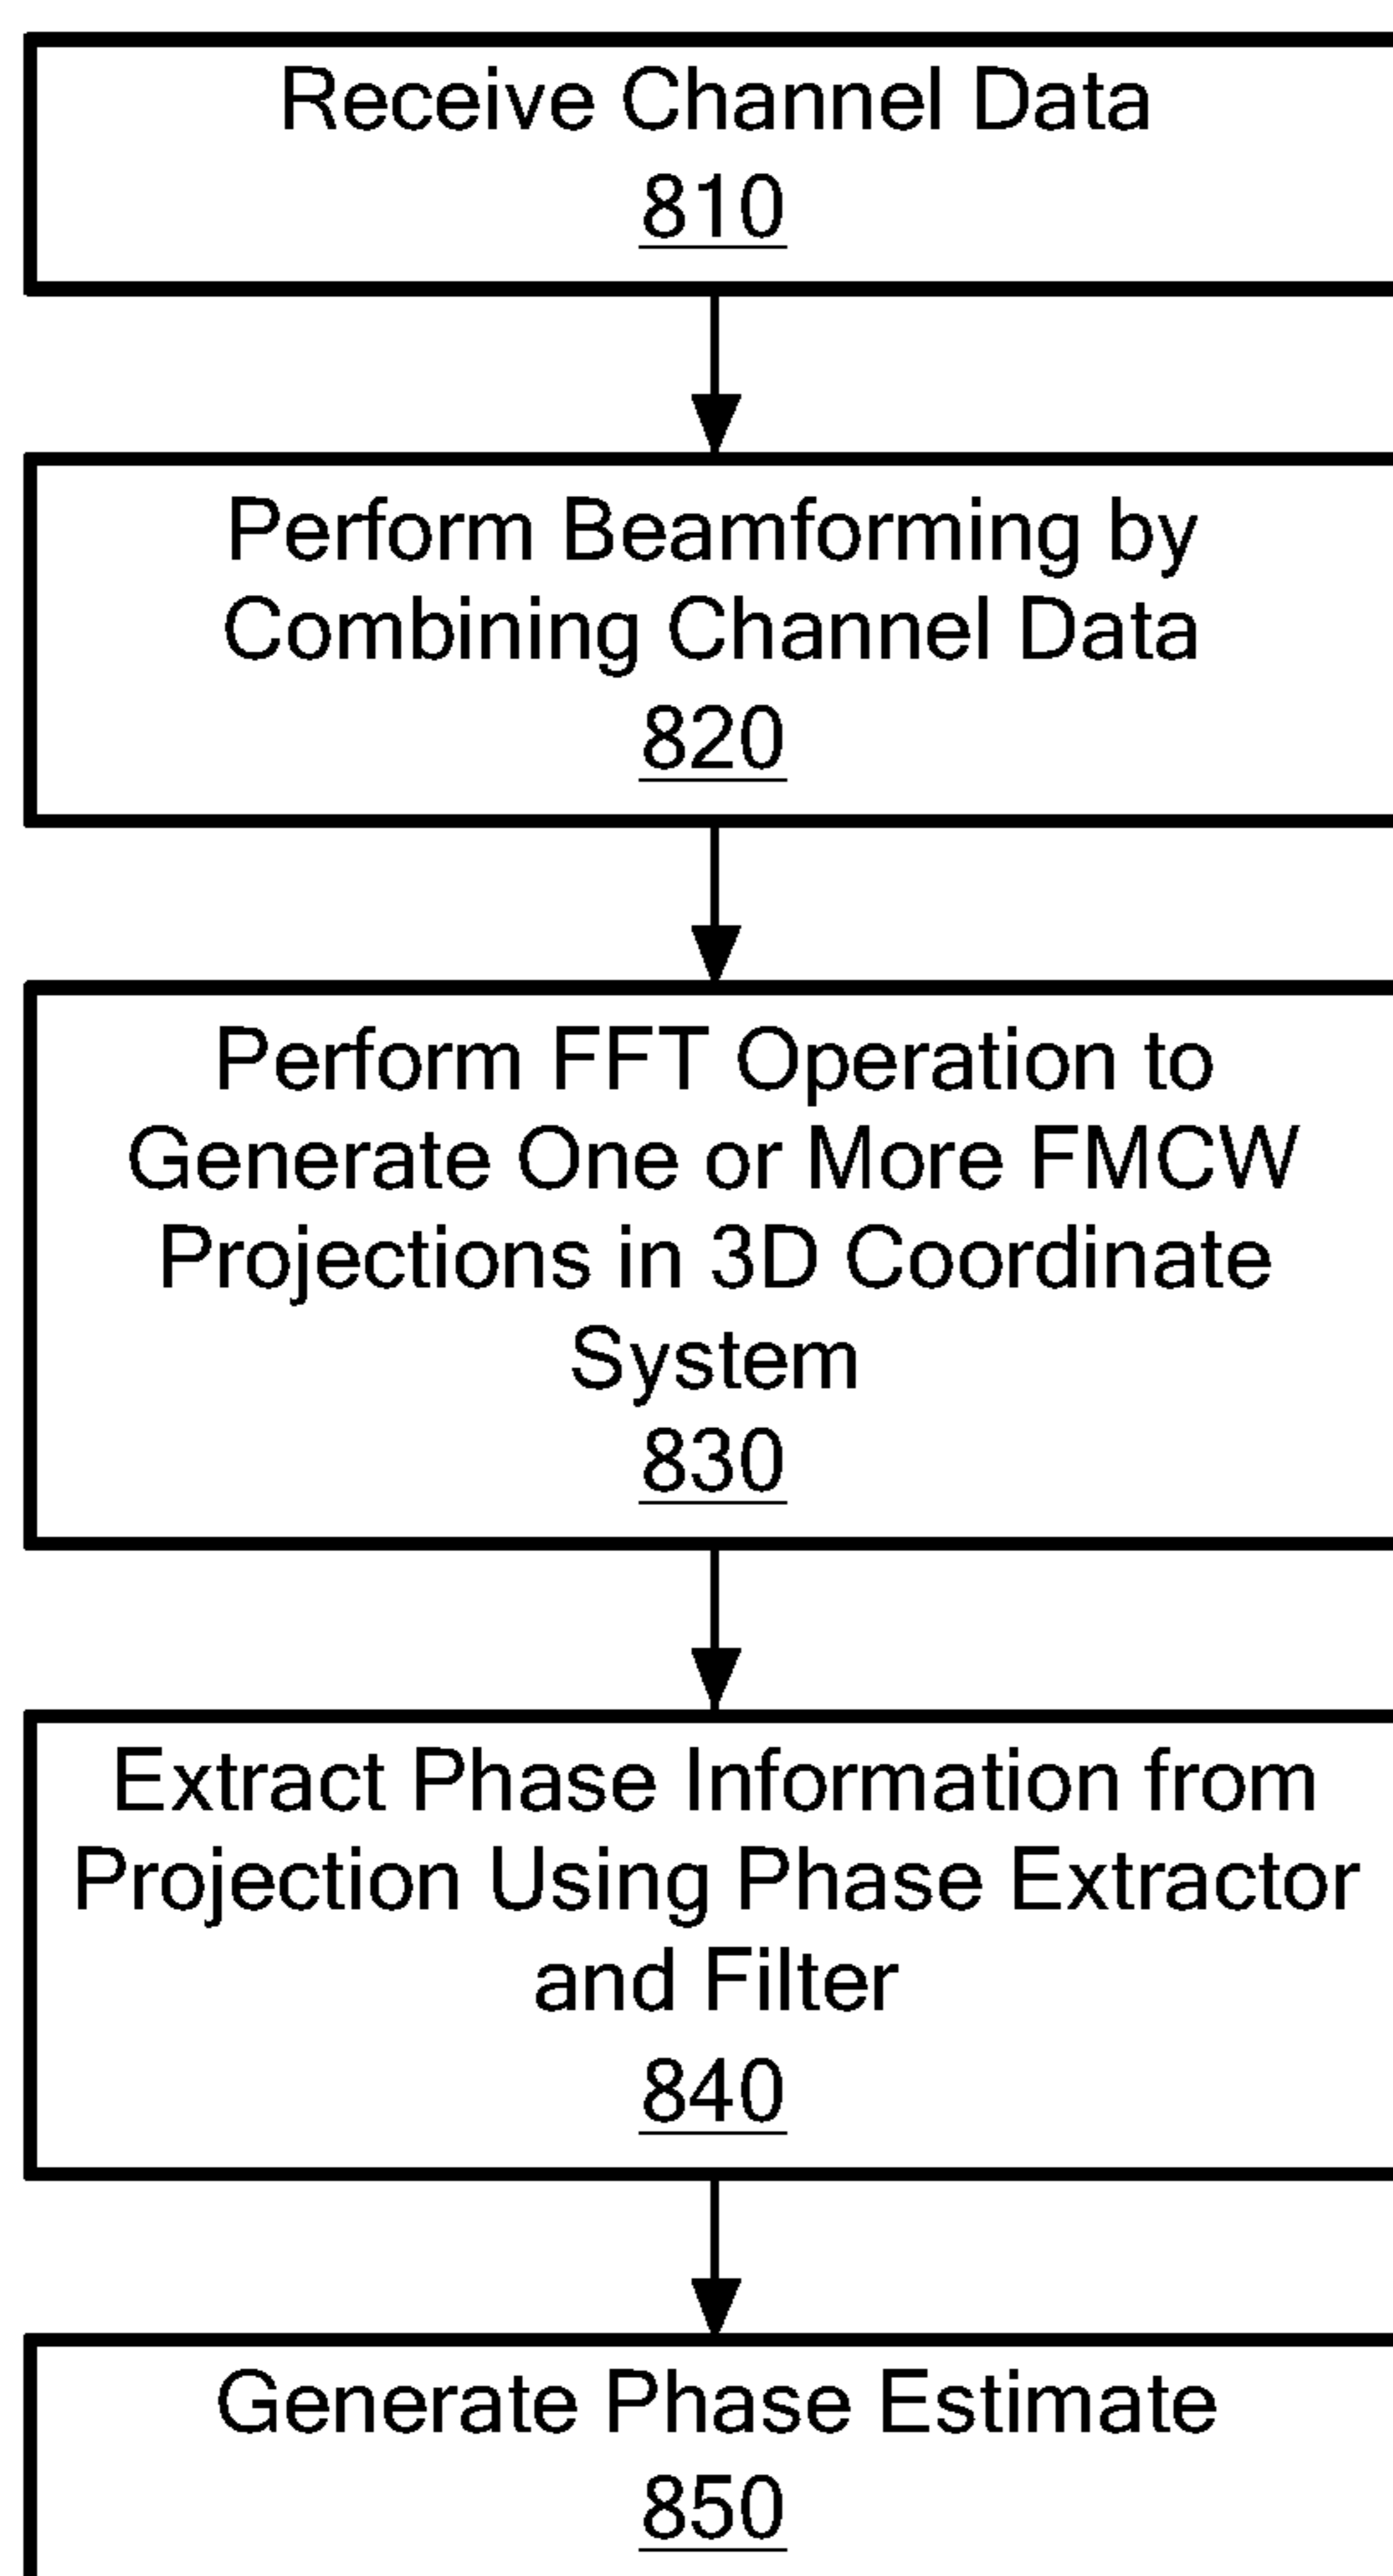 Receive Channel Data
810
Perform Beamforming by
Combining Channel Data
820
Perform FFT Operation to
Generate One or More FMCW
Projections in 3D Coordinate
System
830
Extract Phase Information from
Projection Using Phase Extractor
and Filter
840
Generate Phase Estimate
850